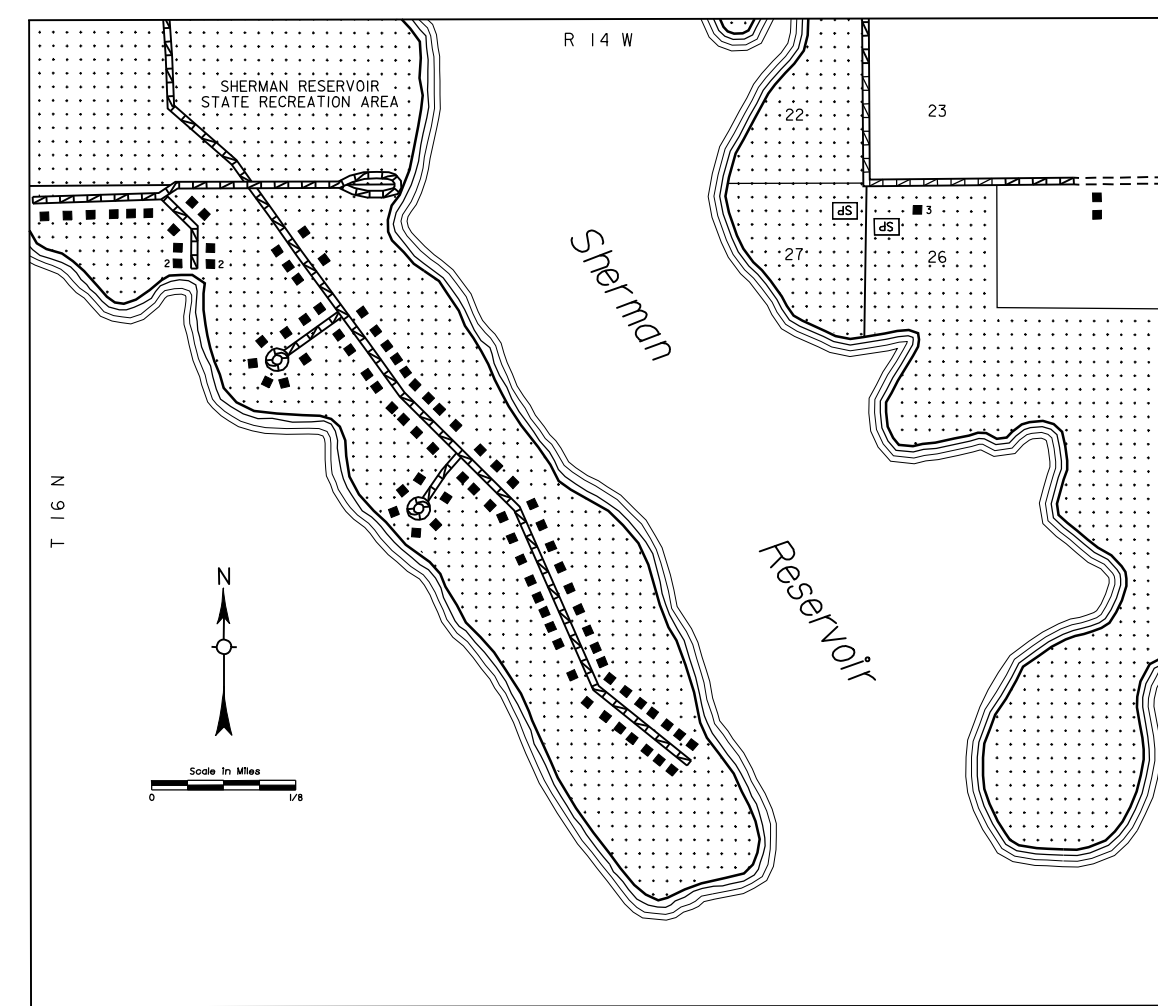 R 14 W
SHERMAN RESERVOIR
STATE RECREATION AREA
22
23
SP
3
SP
27
26
2
2
Sherman
Reservoir
T 16 N
N
Scale in Miles
0
1/8